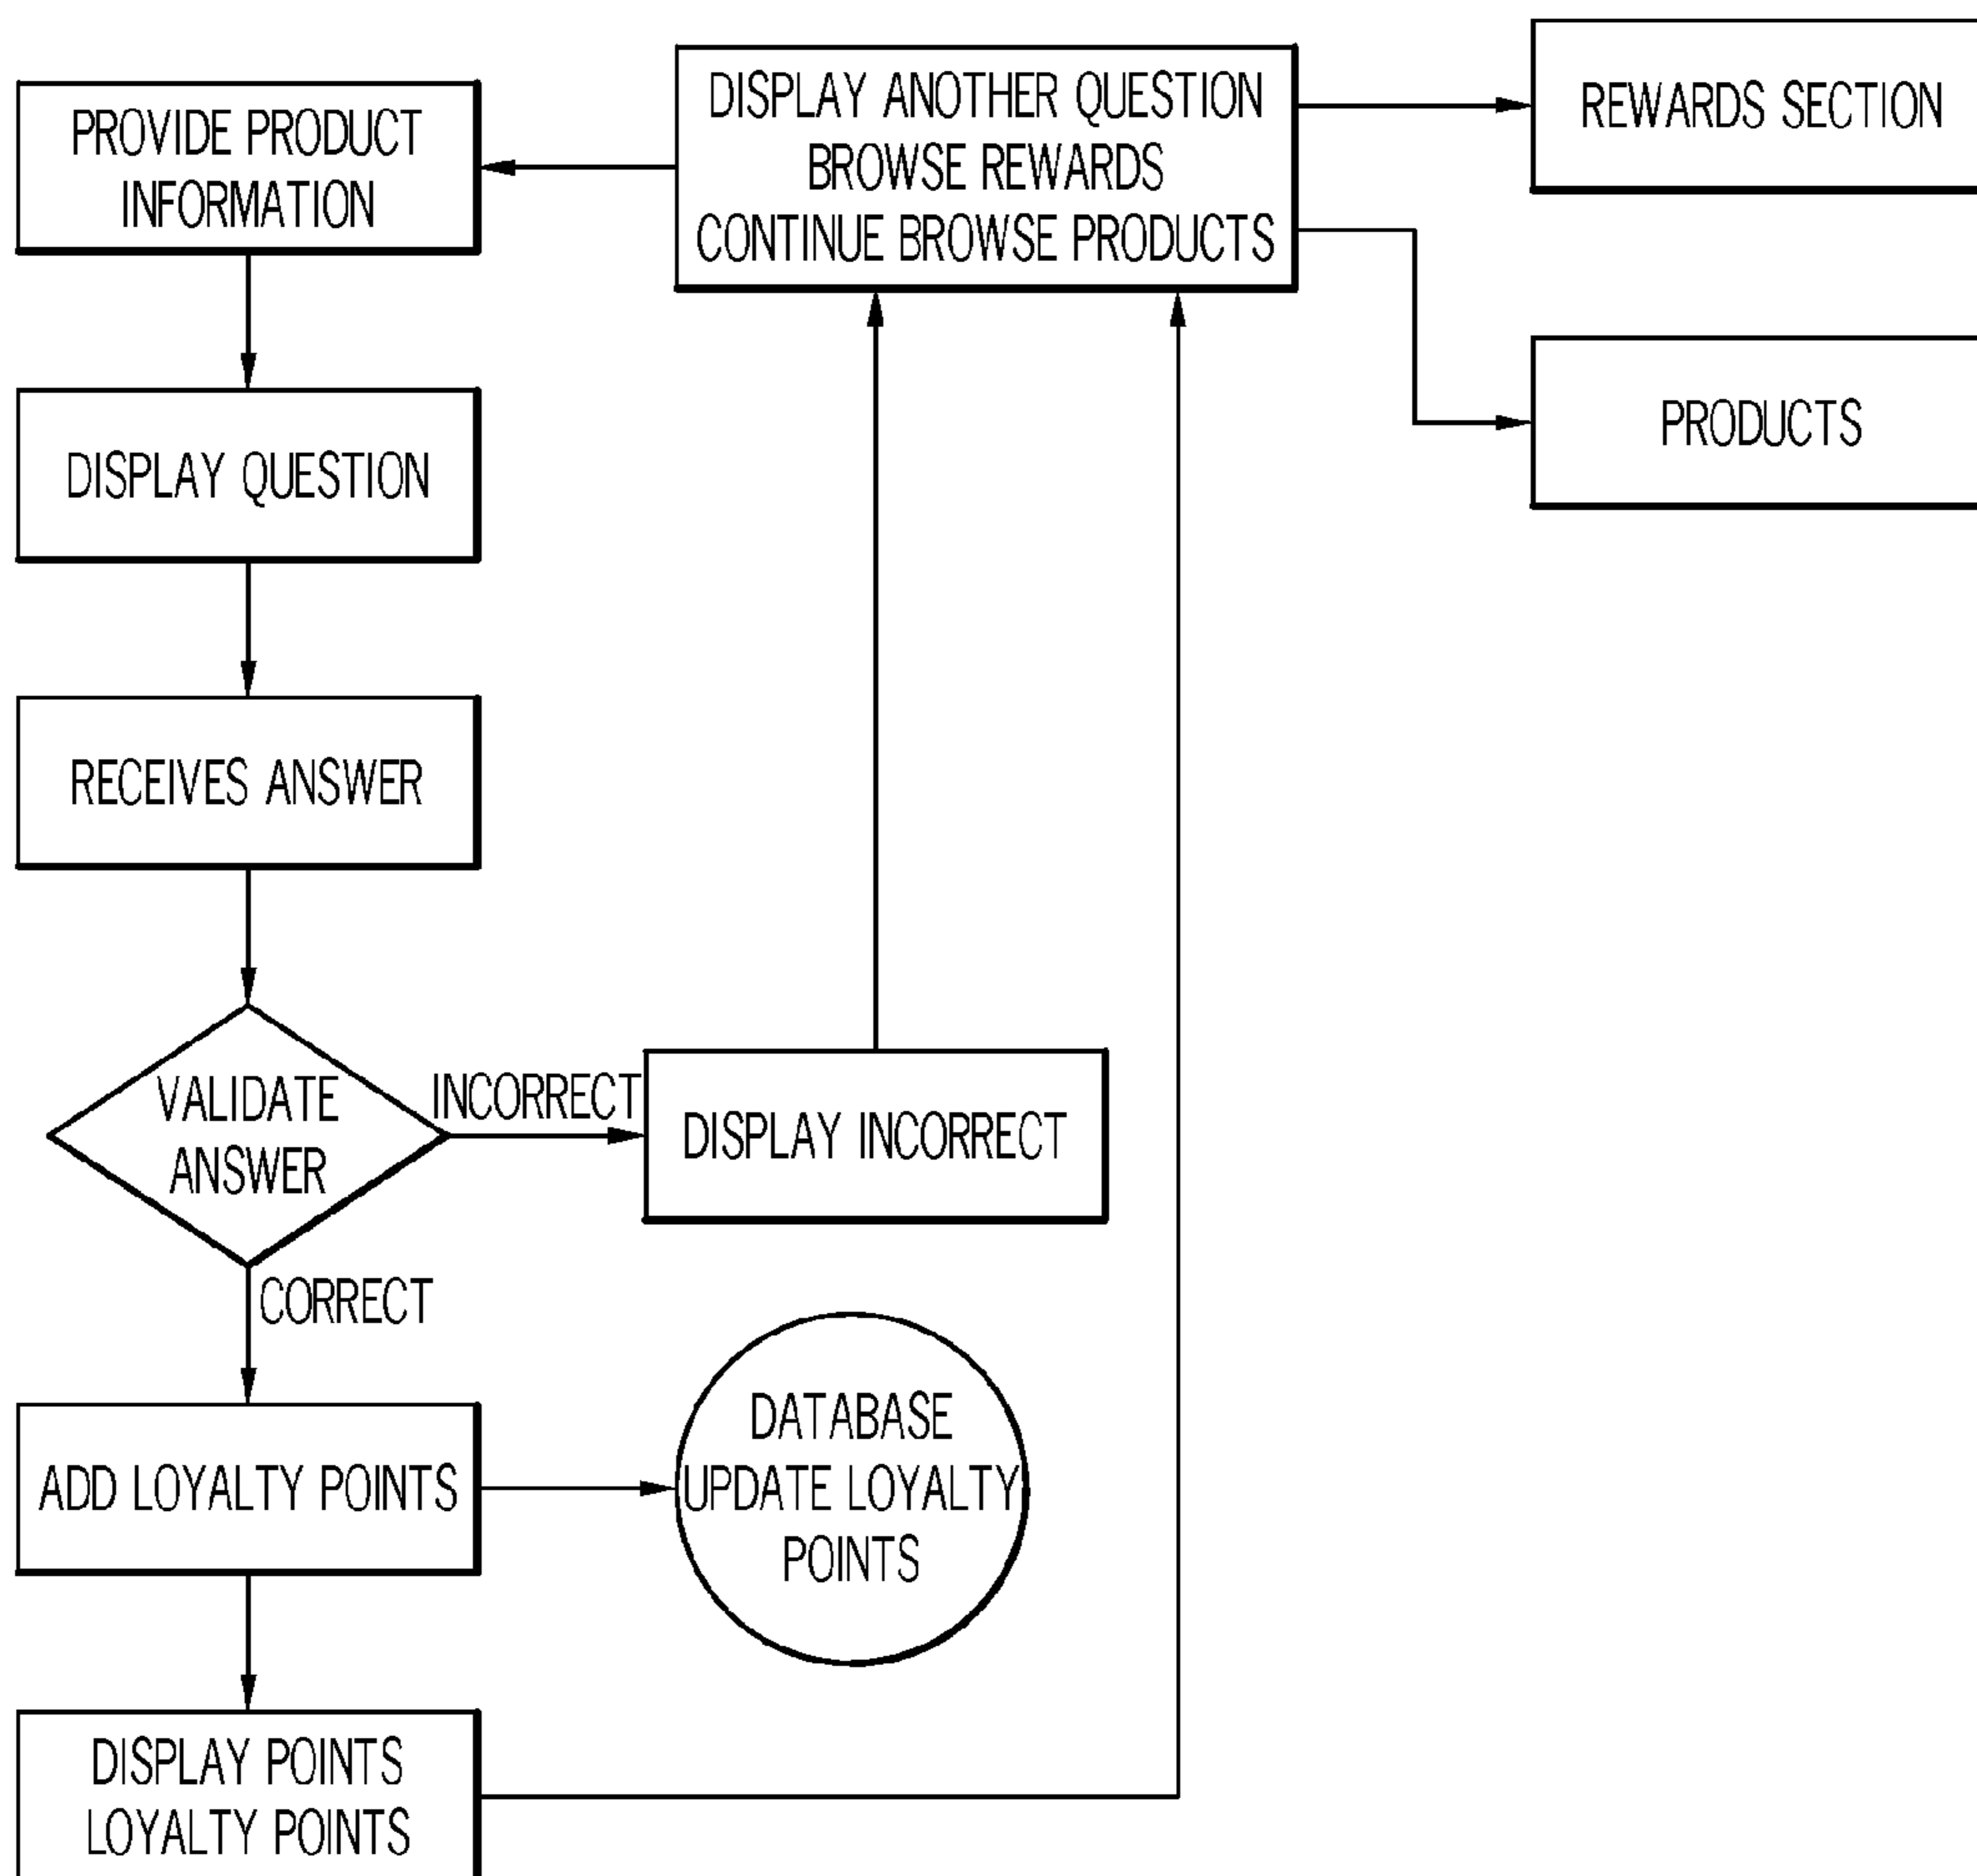 PROVIDE PRODUCT
INFORMATION
DISPLAY ANOTHER QUESTION
BROWSE REWARDS
CONTINUE BROWSE PRODUCTS
REWARDS SECTION
PRODUCTS
DISPLAY QUESTION
RECEIVES ANSWER
VALIDATE
ANSWER
INCORRECT
DISPLAY INCORRECT
CORRECT
ADD LOYALTY POINTS
DATABASE
UPDATE LOYALTY
POINTS
DISPLAY POINTS
LOYALTY POINTS